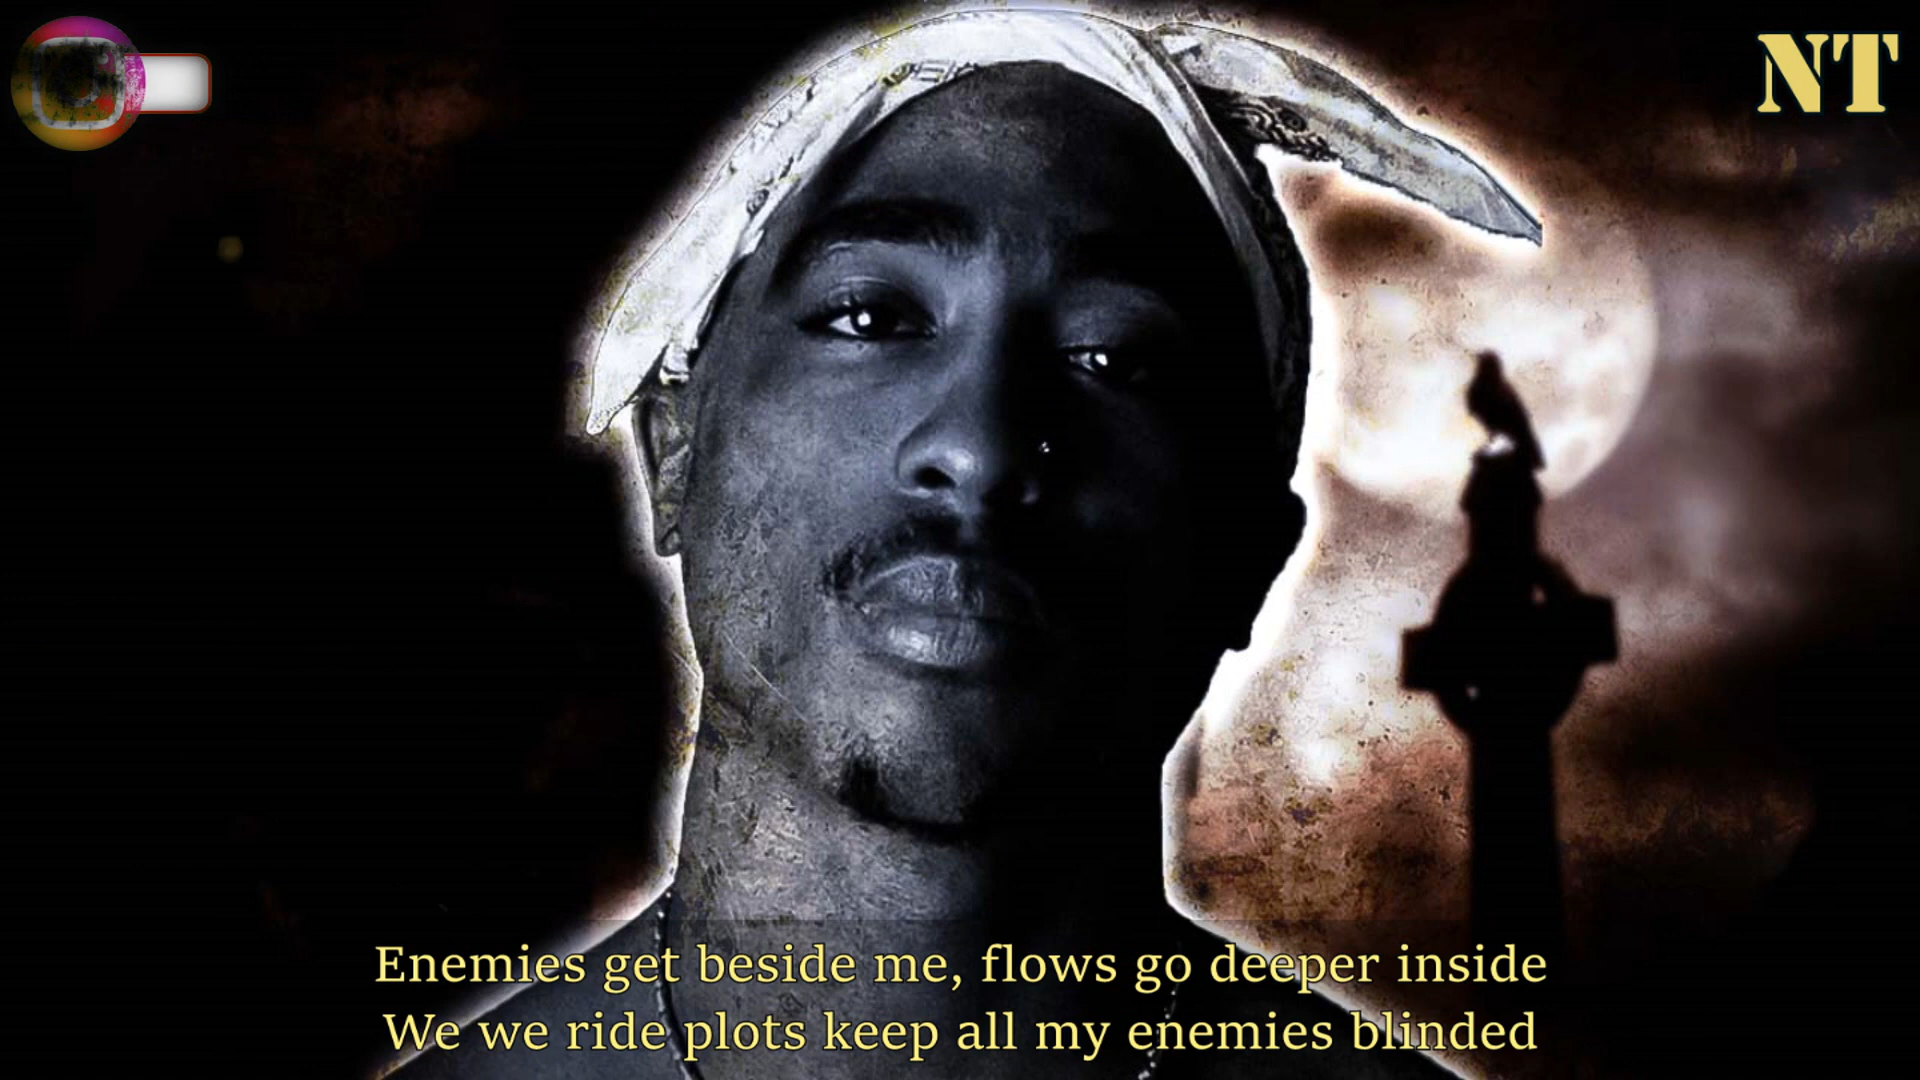 NT
Enemies get beside me, flows go deeper inside
We we ride plots keep all my enemies blinded